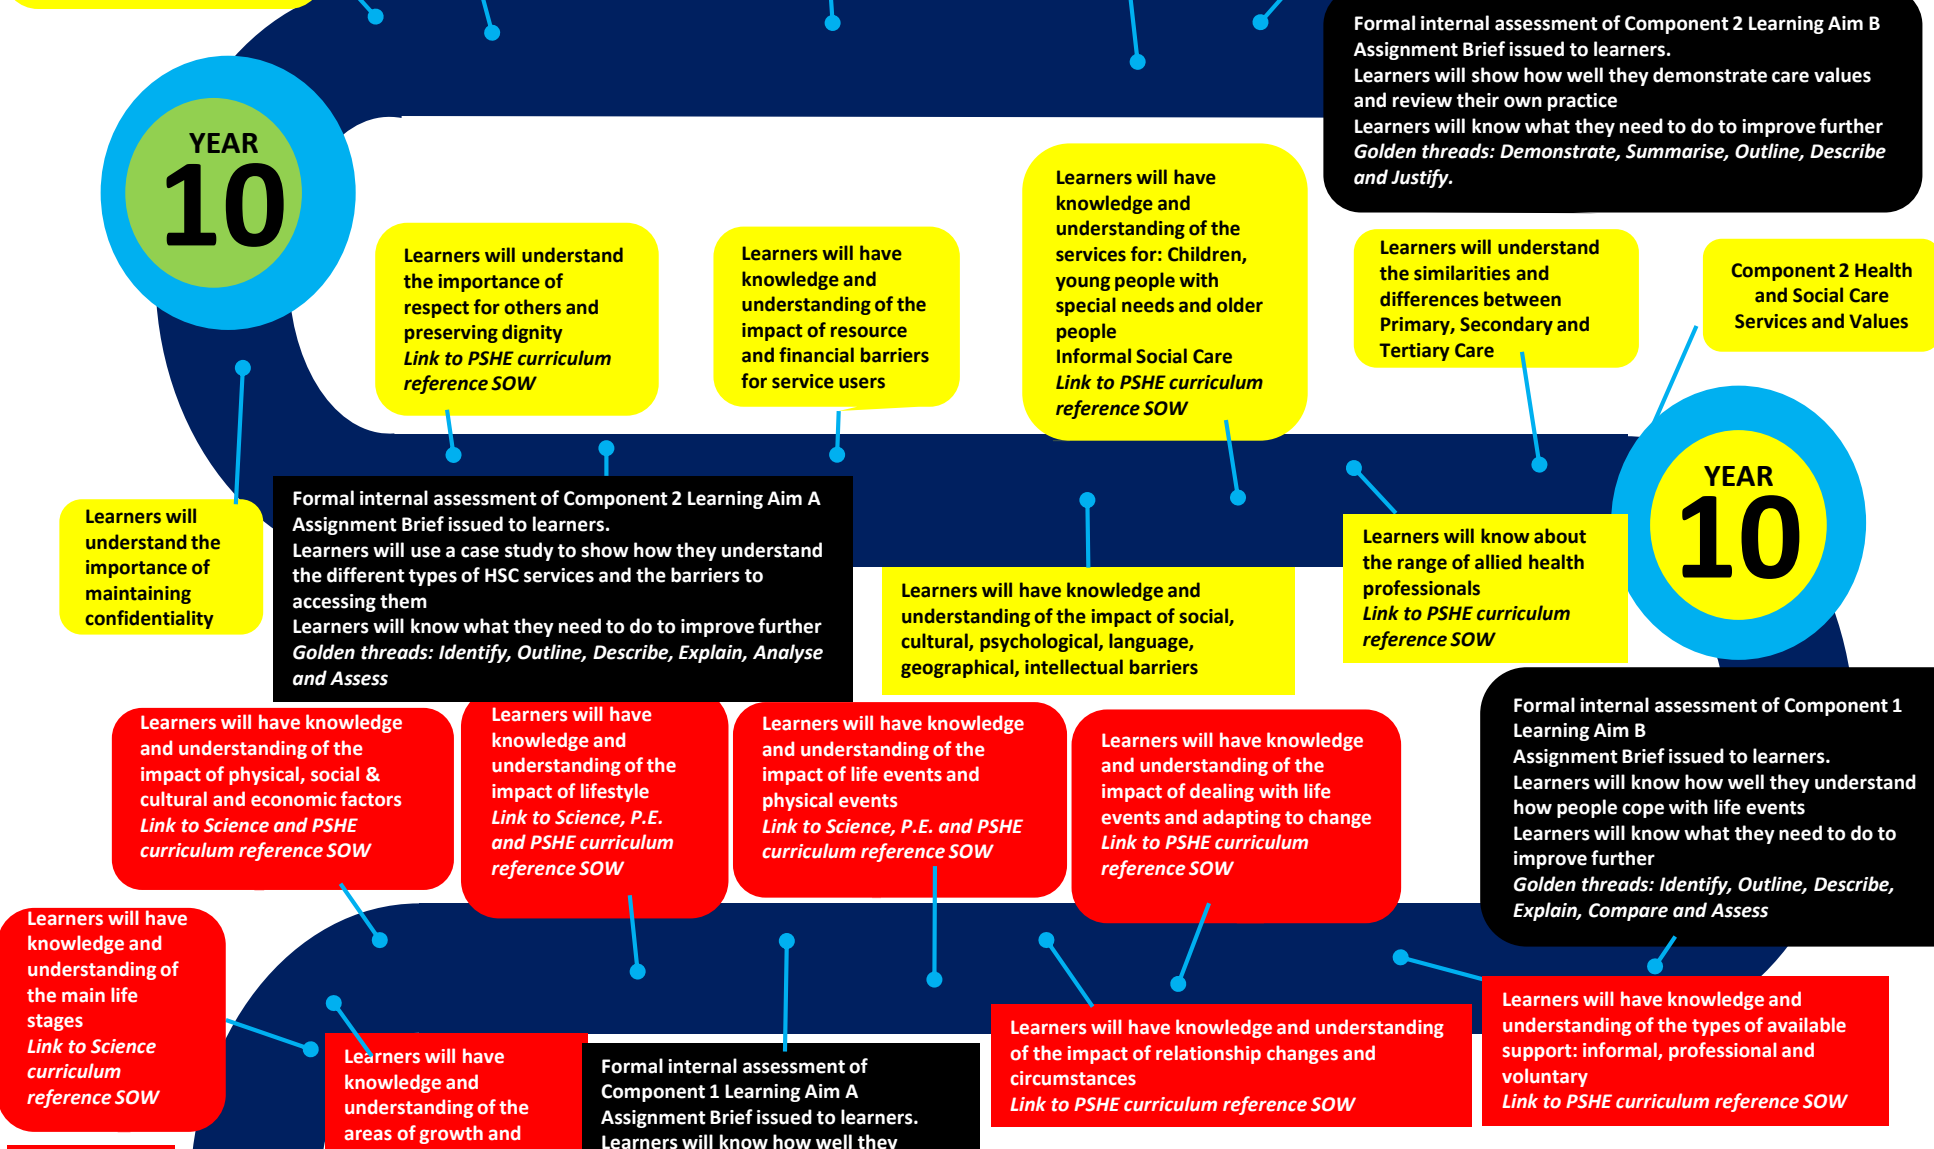 Formal internal assessment of Component 2 Learning Aim B
Assignment Brief issued to learners.
Learners will show how well they demonstrate care values
and review their own practice
Learners will know what they need to do to improve further
Golden threads: Demonstrate, Summarise, Outline, Describe
and Justify.
YEAR
10
Learners will understand
the importance of
respect for others and
preserving dignity
Link to PSHE curriculum
reference SOW
Learners will have
knowledge and
understanding of the
impact of resource
and financial barriers
for service users
Learners will have
knowledge and
understanding of the
services for: Children,
young people with
special needs and older
people
Informal Social Care
Link to PSHE curriculum
reference SOW
Learners will understand
the similarities and
differences between
Primary, Secondary and
Tertiary Care
Component 2 Health
and Social Care
Services and Values
YEAR
10
Learners will
understand the
importance of
maintaining
confidentiality
Formal internal assessment of Component 2 Learning Aim A
Assignment Brief issued to learners.
Learners will use a case study to show how they understand
the different types of HSC services and the barriers to
accessing them
Learners will know what they need to do to improve further
Golden threads: Identify, Outline, Describe, Explain, Analyse
and Assess
Learners will have knowledge and
understanding of the impact of social,
cultural, psychological, language,
geographical, intellectual barriers
Learners will know about
the range of allied health
professionals
Link to PSHE curriculum
reference SOW
Learners will have knowledge
and understanding of the
impact of physical, social &
cultural and economic factors
Link to Science and PSHE
curriculum reference SOW
Learners will have
knowledge and
understanding of the
impact of lifestyle
Link to Science, P.E.
and PSHE curriculum
reference SOW
Learners will have knowledge
and understanding of the
impact of life events and
physical events
Link to Science, P.E. and PSHE
curriculum reference SOW
Learners will have knowledge
and understanding of the
impact of dealing with life
events and adapting to change
Link to PSHE curriculum
reference SOW
Formal internal assessment of Component 1
Learning Aim B
Assignment Brief issued to learners.
Learners will know how well they understand
how people cope with life events
Learners will know what they need to do to
improve further
Golden threads: Identify, Outline, Describe,
Explain, Compare and Assess
Learners will have
knowledge and
understanding of
the main life
stages
Link to Science
curriculum
reference SOW
Learners will have
knowledge and
understanding of the
areas of growth and
Formal internal assessment of
Component 1 Learning Aim A
Assignment Brief issued to learners.
Learners will know how well they
Learners will have knowledge and understanding
of the impact of relationship changes and
circumstances
Link to PSHE curriculum reference SOW
Learners will have knowledge and
understanding of the types of available
support: informal, professional and
voluntary
Link to PSHE curriculum reference SOW